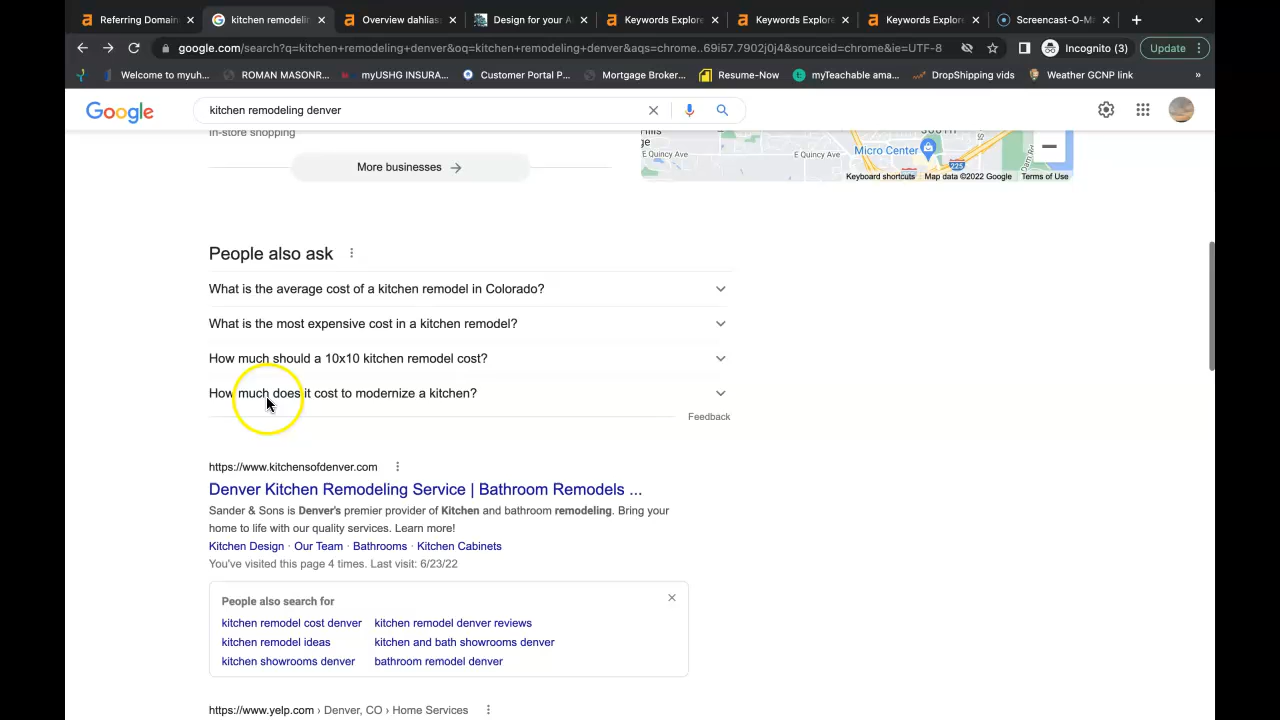 Referring Domain
kitchen remodelin
Overview dahlias
Design for your A
Keywords Explore
Keywords Explore
Keywords Explore
Screencast-O-M
google.com/search?q=kitchen+remodeling+denver&oq=kitchen+remodeling+denver&aqs=chrome..69i57.7902j0j4&sourceid=chrome&ie=UTF-8
Incognito (3)
Update
Welcome to myuh...
ROMAN MASONR...
myUSHG INSURA...
Customer Portal P...
Mortgage Broker...
Resume-Now
myTeachable ama...
DropShipping vids
Weather GCNP link
»
Google
kitchen remodeling denver
In-store shopping
More businesses
Hills
ge
E Quincy Ave
Micro Center
E Quincy Ave
225
Keyboard shortcuts
Map data ©2022 Google
Terms of Use
People also ask
What is the average cost of a kitchen remodel in Colorado?
What is the most expensive cost in a kitchen remodel?
How much should a 10x10 kitchen remodel cost?
How much does it cost to modernize a kitchen?
Feedback
https://www.kitchensofdenver.com
Denver Kitchen Remodeling Service | Bathroom Remodels ...
Sander & Sons is Denver's premier provider of Kitchen and bathroom remodeling. Bring your
home to life with our quality services. Learn more!
Kitchen Design · Our Team · Bathrooms · Kitchen Cabinets
You've visited this page 4 times. Last visit: 6/23/22
People also search for
kitchen remodel cost denver
kitchen remodel denver reviews
kitchen remodel ideas
kitchen and bath showrooms denver
kitchen showrooms denver
bathroom remodel denver
https://www.yelp.com › Denver, CO › Home Services